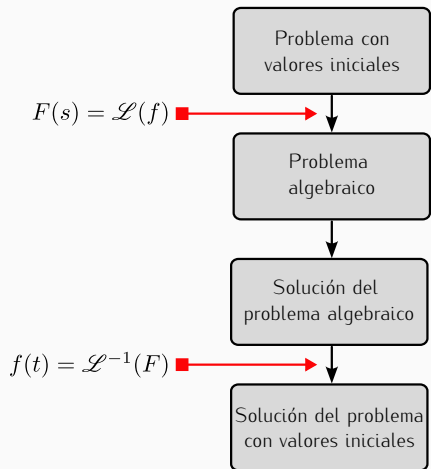 Problema con
valores iniciales
F(s) = ℒ(f)
Problema
algebraico
Solución del
problema algebraico
f(t) = ℒ⁻¹(F)
Solución del problema
con valores iniciales